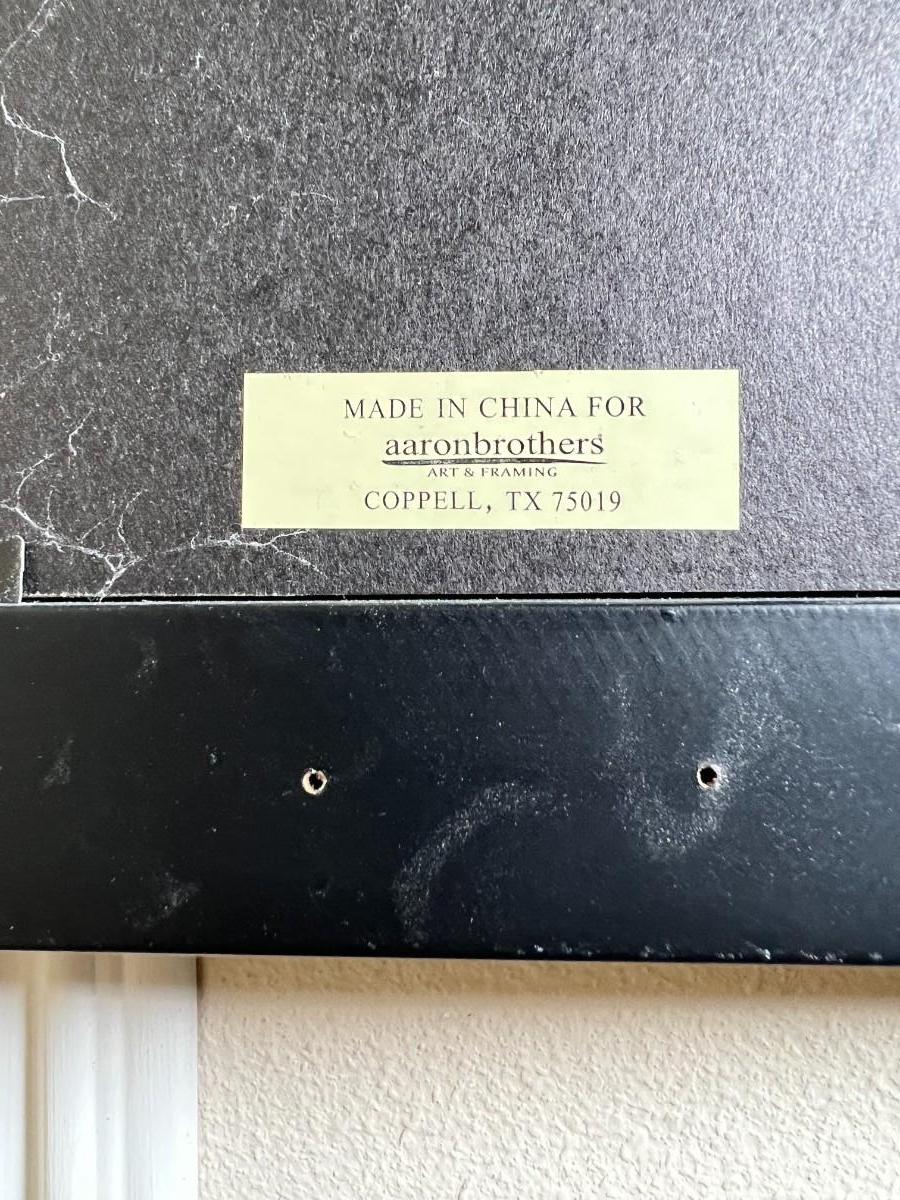 MADE IN CHINA FOR
aaronbrothers
ART & FRAMING
COPPELL, TX 75019